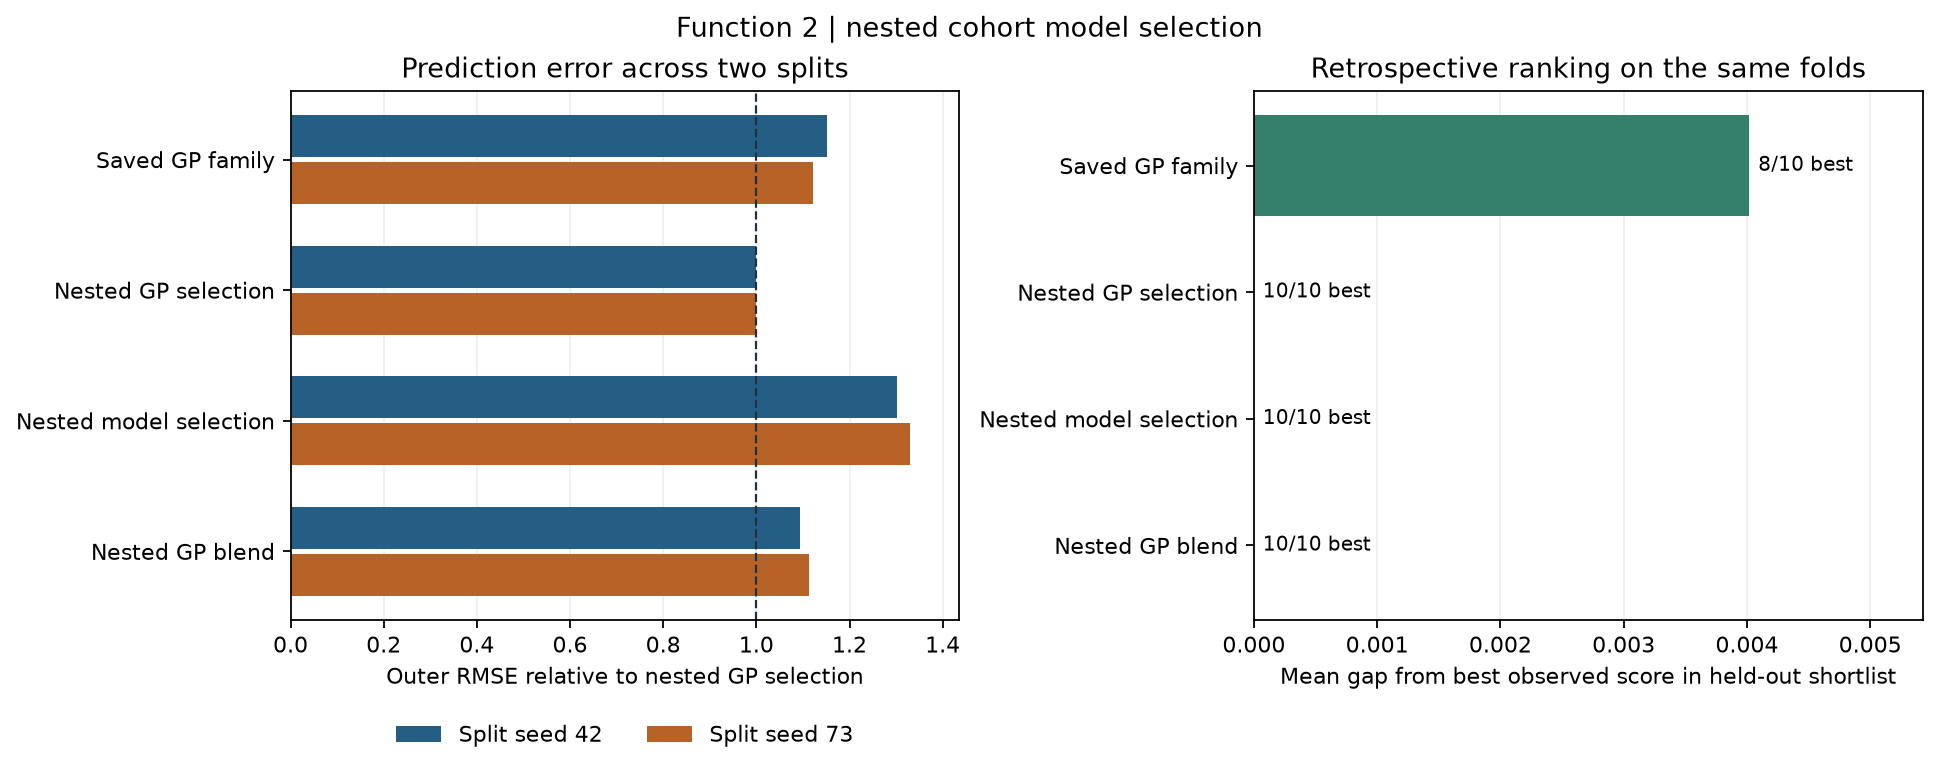 Function 2 | nested cohort model selection
Prediction error across two splits
Saved GP family
Nested GP selection
Nested model selection
Nested GP blend
0.0 0.2 0.4 0.6 0.8 1.0 1.2 1.4
Outer RMSE relative to nested GP selection
Split seed 42 Split seed 73
Retrospective ranking on the same folds
Saved GP family 8/10 best
Nested GP selection 10/10 best
Nested model selection 10/10 best
Nested GP blend 10/10 best
0.000 0.001 0.002 0.003 0.004 0.005
Mean gap from best observed score in held-out shortlist